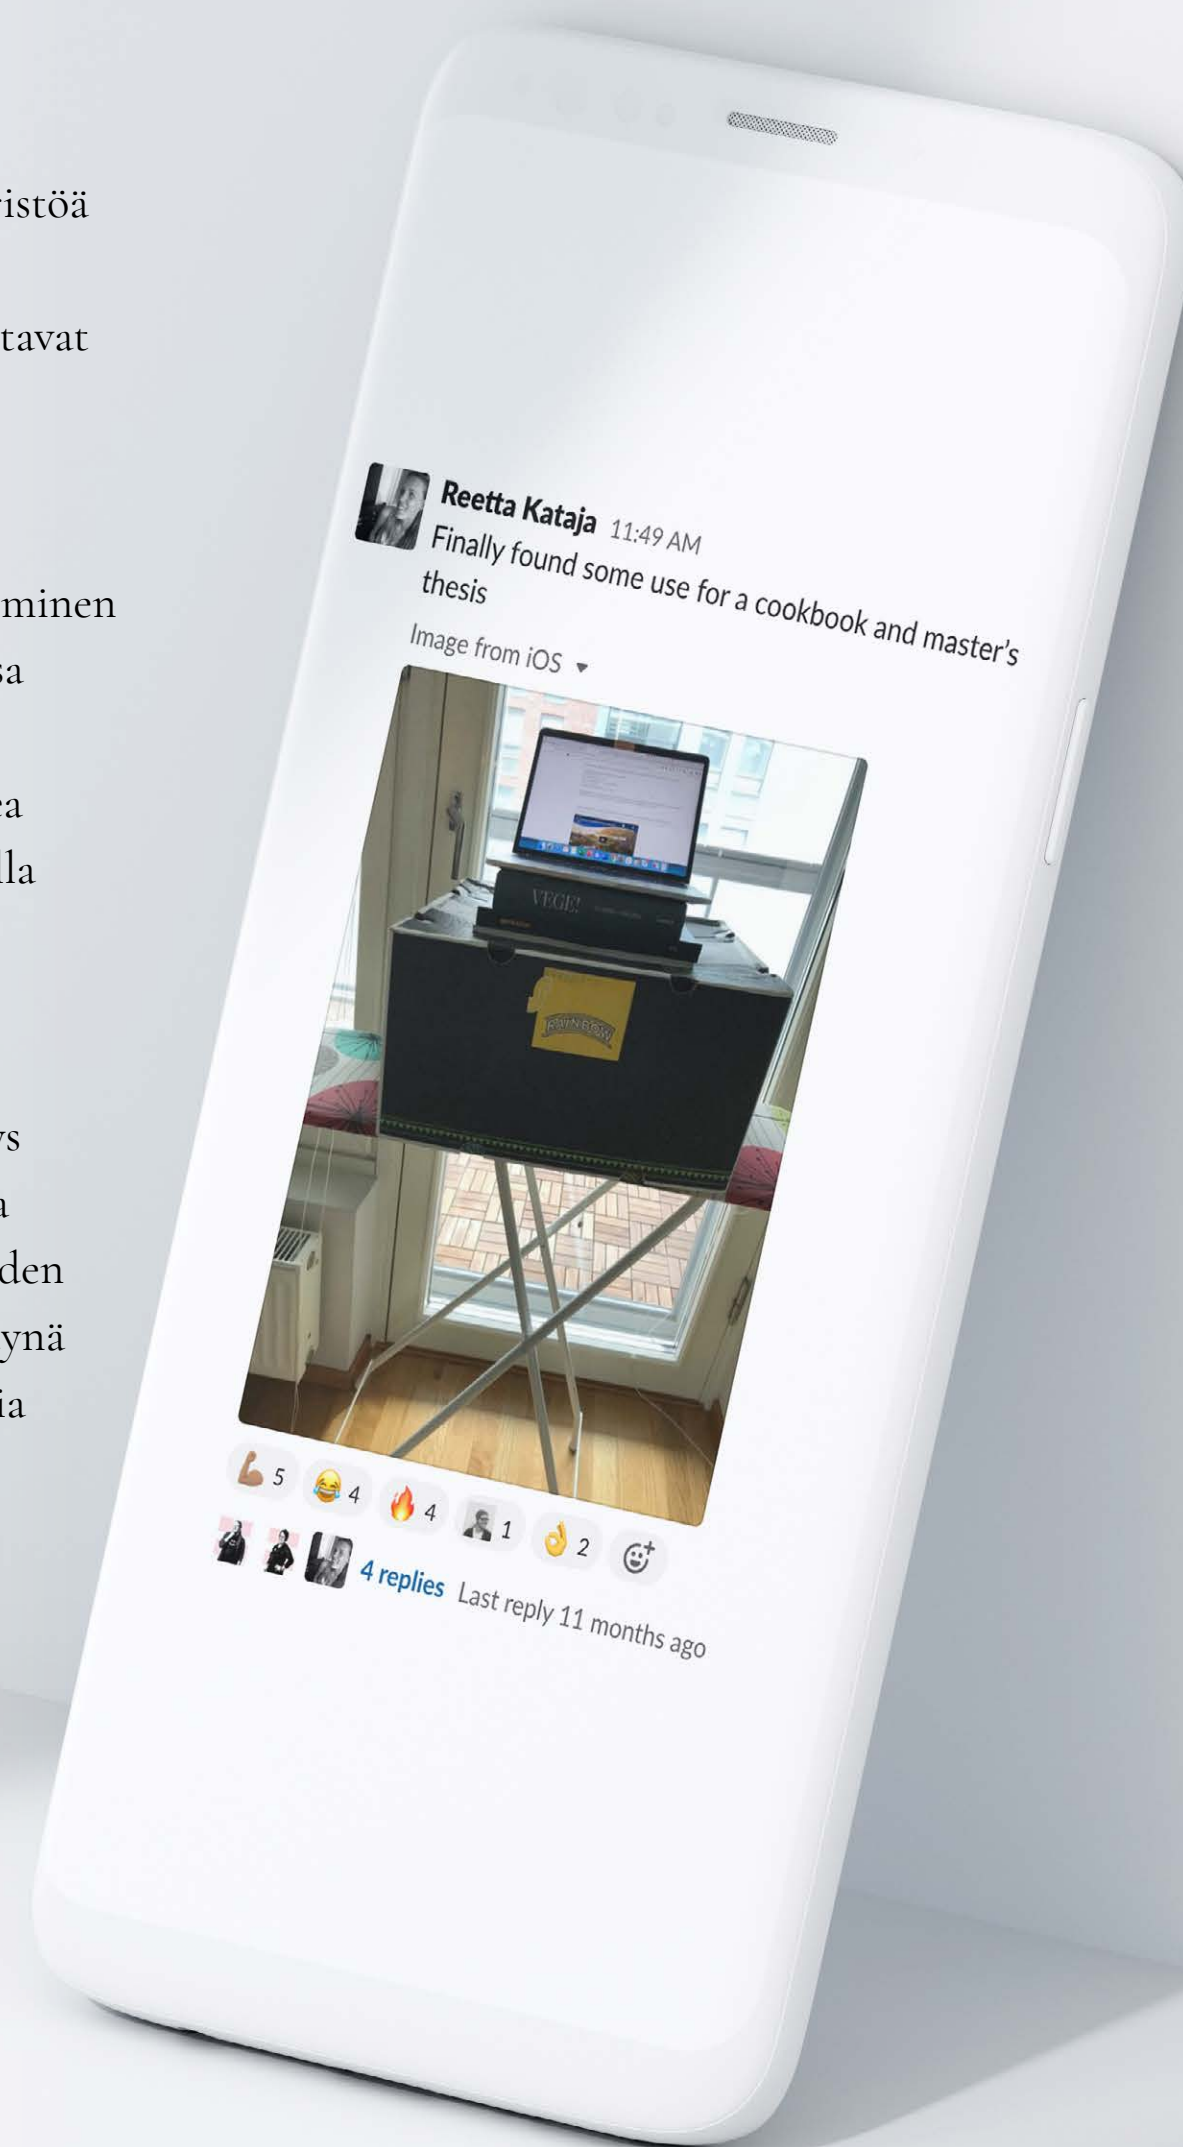 istöä
tavat
minen
sa
ea
lla
ys
a
den
ynä
ia
Reetta Kataja 11:49 AM
Finally found some use for a cookbook and master's
thesis
Image from iOS
VEGE!
RAINBOW
5 4 4 1 2
4 replies Last reply 11 months ago